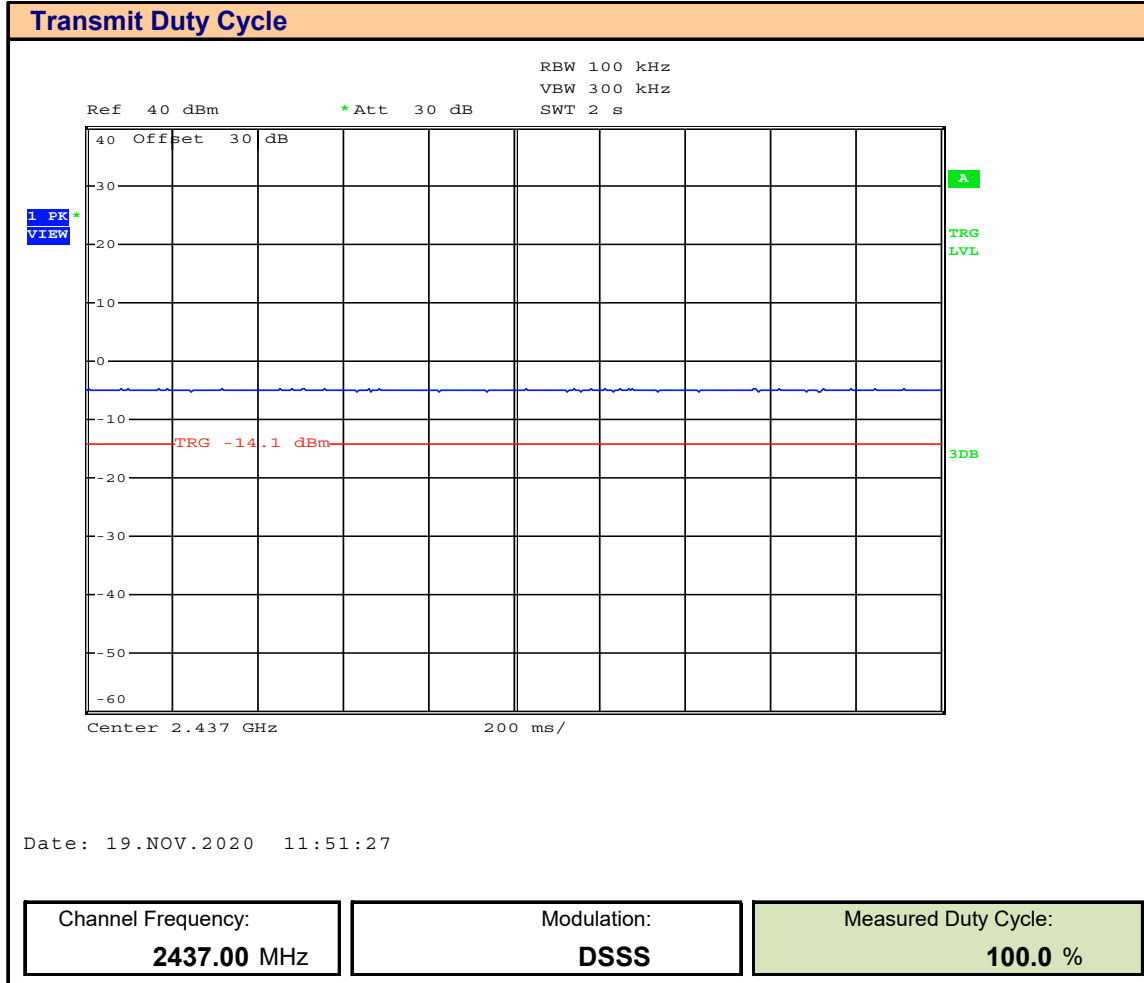 Transmit Duty Cycle
RBW 100 kHz
VBW 300 kHz
Ref 40 dBm *Att 30 dB SWT 2 s
40 Offset 30 dB
30
A
1 PK *
VIEW
TRG
LVL
20
10
0
-10
TRG -14.1 dBm
3DB
-20
-30
-40
-50
-60
Center 2.437 GHz 200 ms/
Date: 19.NOV.2020 11:51:27
Channel Frequency: Modulation: Measured Duty Cycle:
2437.00 MHz DSSS 100.0 %